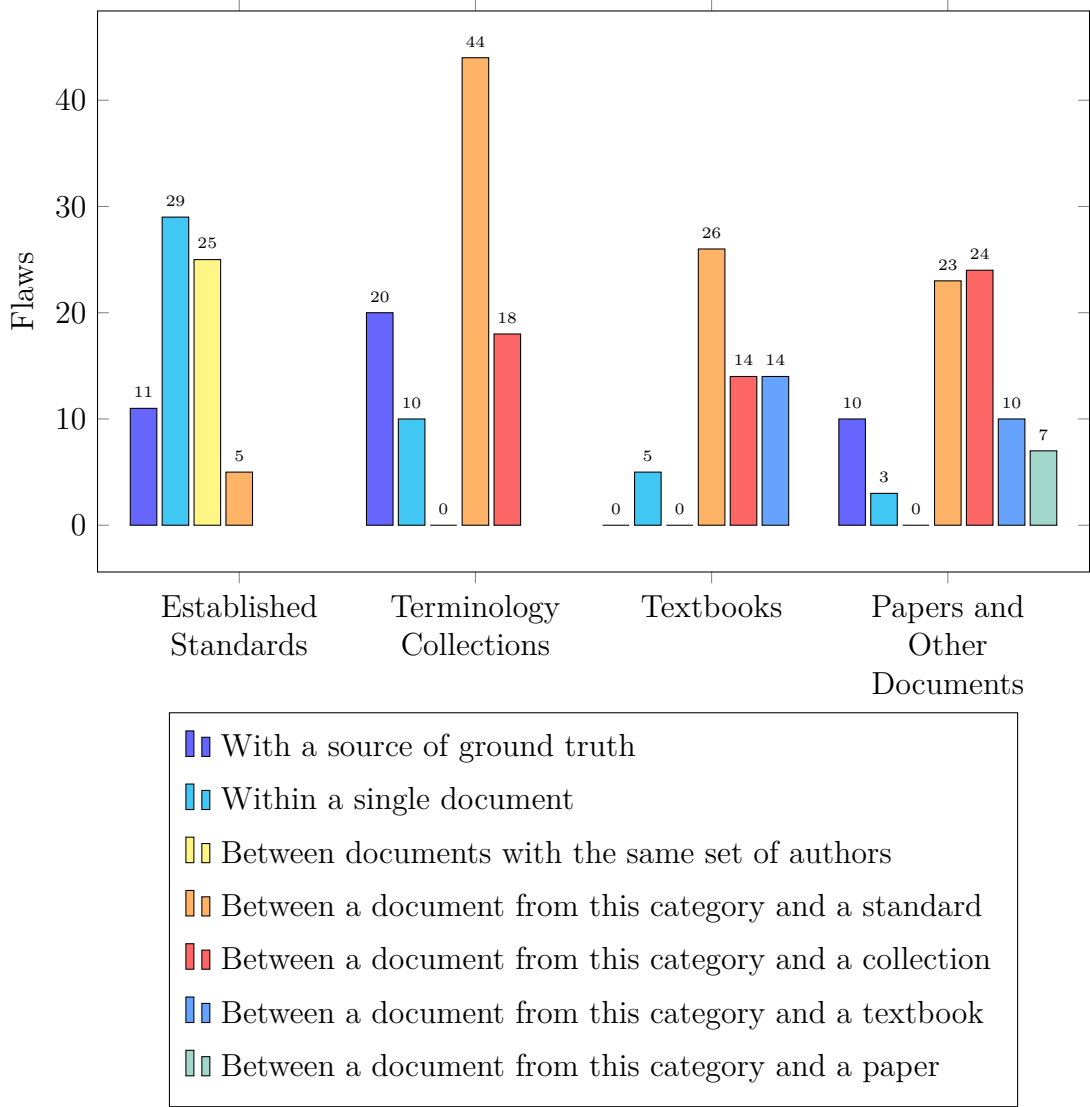 44
40
30
29
26
25
24
23
20
20
18
14
14
11
10
10
10
10
7
5
5
3
0
0
0
0
0
Flaws
Established
Standards
Terminology
Collections
Textbooks
Papers and
Other
Documents
With a source of ground truth
Within a single document
Between documents with the same set of authors
Between a document from this category and a standard
Between a document from this category and a collection
Between a document from this category and a textbook
Between a document from this category and a paper